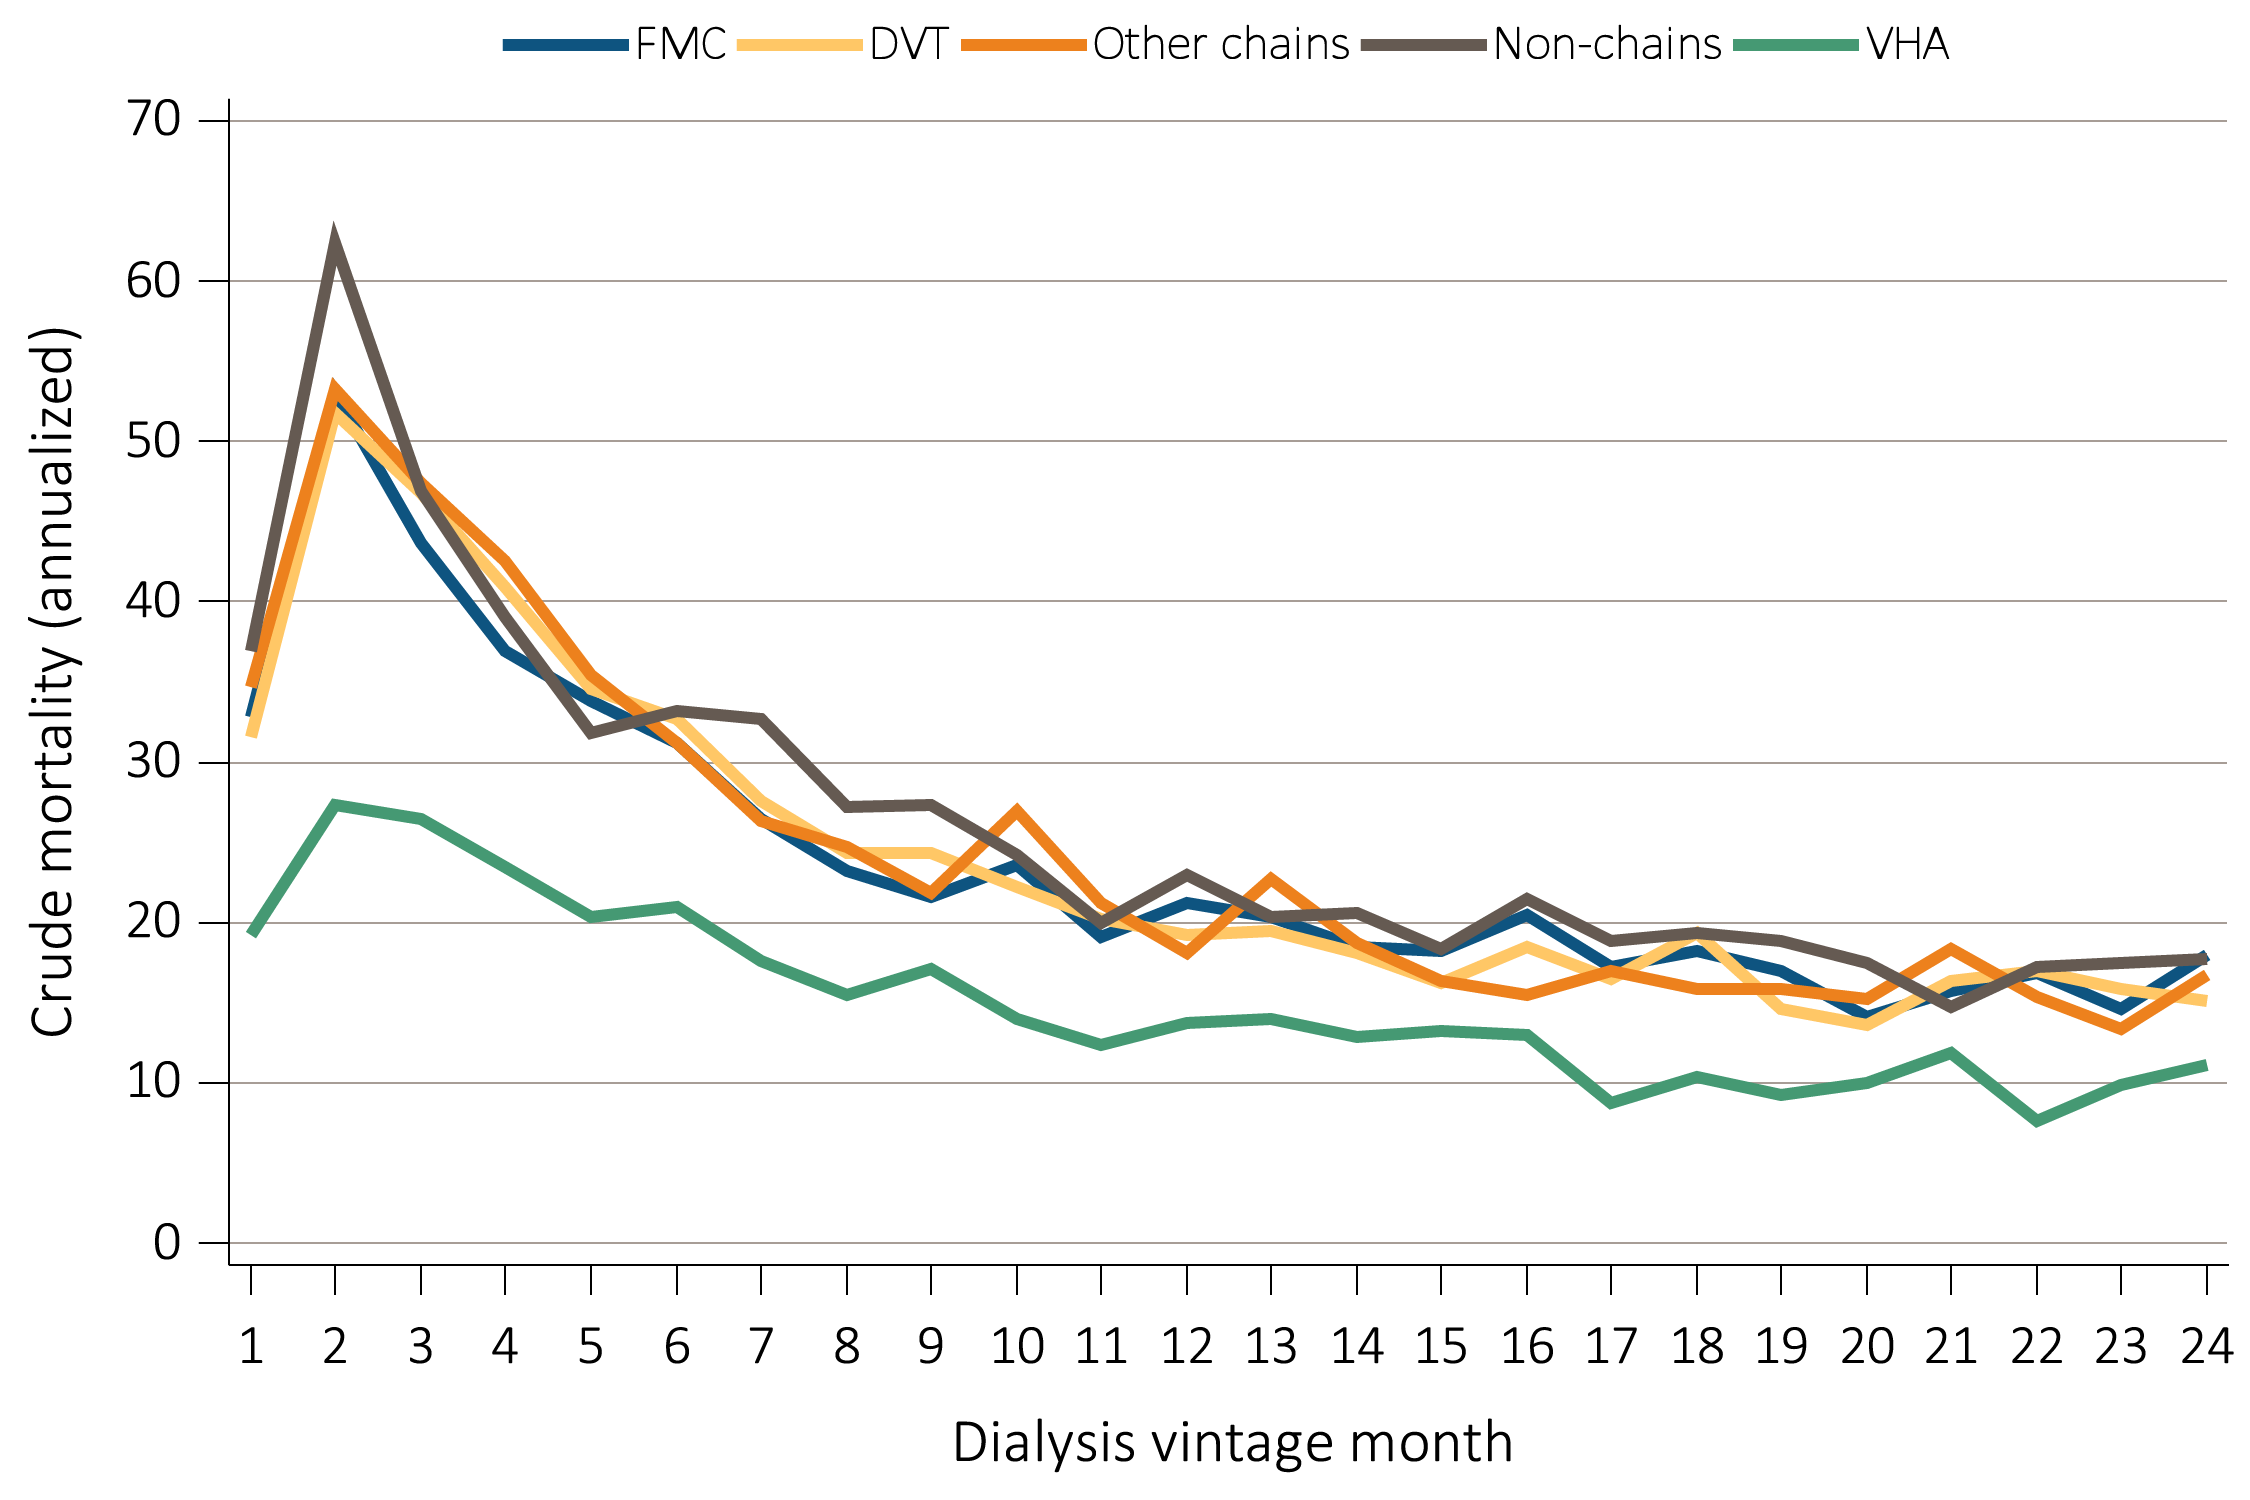 FMC DVT Other chains Non-chains VHA
Crude mortality (annualized)
70
60
50
40
30
20
10
0
1 2 3 4 5 6 7 8 9 10 11 12 13 14 15 16 17 18 19 20 21 22 23 24
Dialysis vintage month